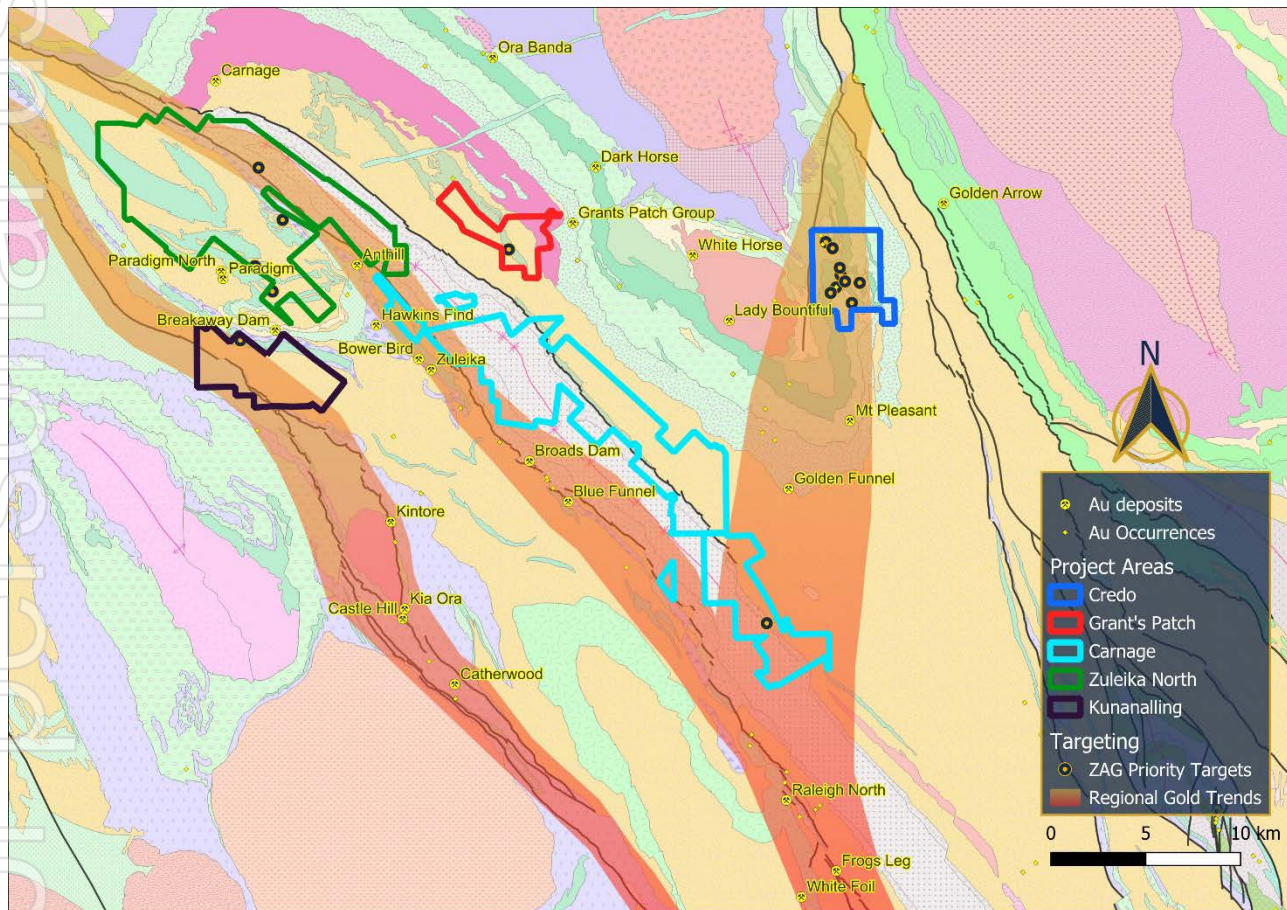 Ora Banda
Carnage
Dark Horse
Golden Arrow
Grants Patch Group
White Horse
Anthill
Paradigm North
Paradigm
Lady Bountiful
Hawkins Find
Breakaway Dam
Bower Bird
Zuleika
N
Mt Pleasant
Broads Dam
Golden Funnel
Blue Funnel
Kintore
Kia Ora
Castle Hill
Catherwood
Raleigh North
Frogs Leg
White Foil
Au deposits
Au Occurrences
Project Areas
Credo
Grant's Patch
Carnage
Zuleika North
Kunanalling
Targeting
ZAG Priority Targets
Regional Gold Trends
0 5 10 km